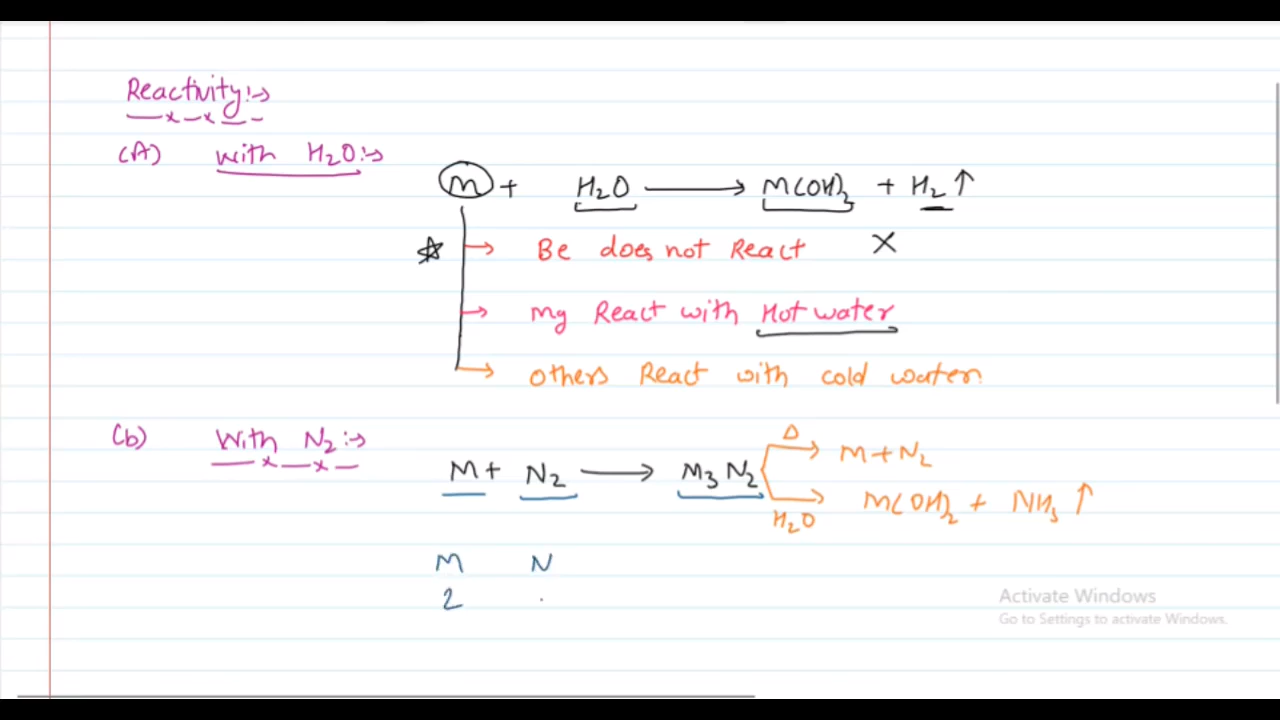 Reactivity:→
(A) with H2O:→
M + H2O → M(OH)2 + H2↑
→ Be does not React X
→ mg React with Hot water
→ others React with cold water.
(b) With N2:→
Δ → M+N2
M + N2 → M3N2
H2O → M(OH)2 + NH3↑
M N
2 .
Activate Windows
Go to Settings to activate Windows.